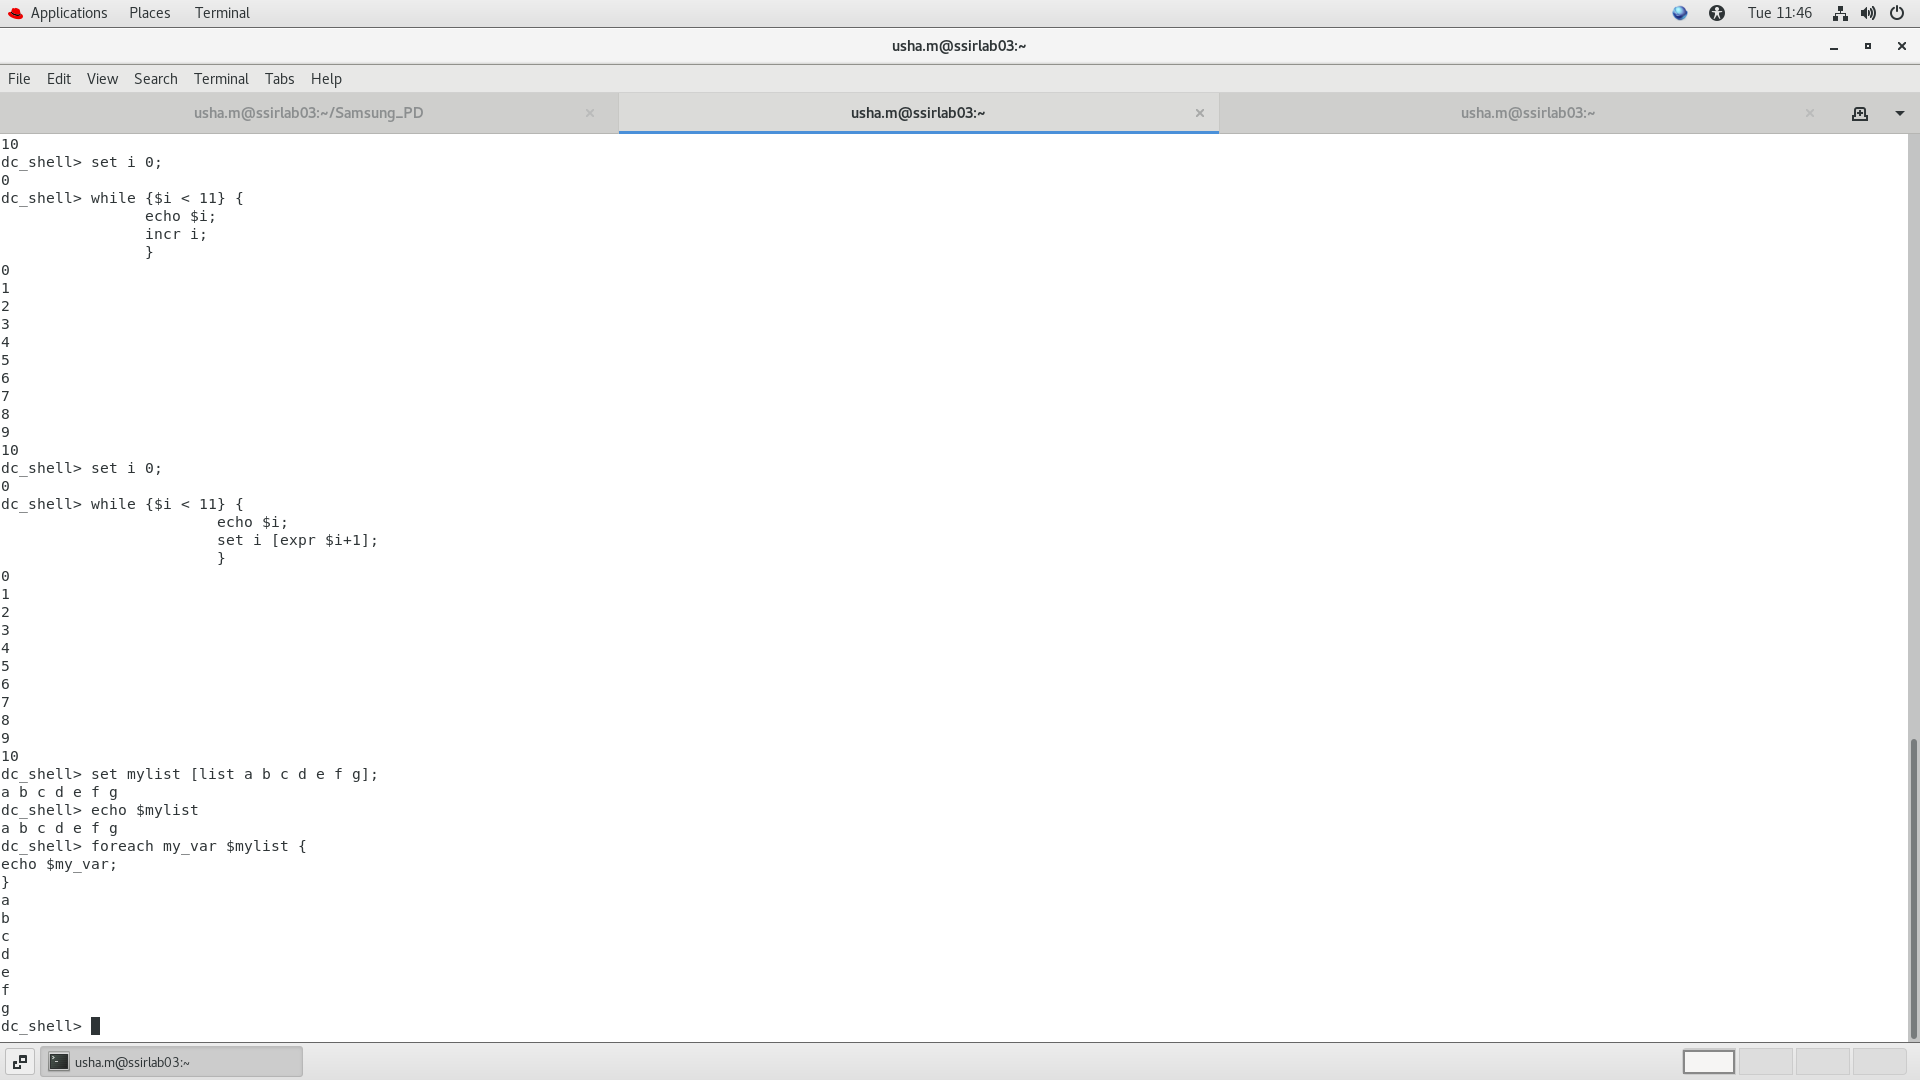 Applications Places Terminal Tue 11:46
usha.m@ssirlab03:~
File Edit View Search Terminal Tabs Help
usha.m@ssirlab03:~/Samsung_PD usha.m@ssirlab03:~ usha.m@ssirlab03:~
10
dc_shell> set i 0;
0
dc_shell> while {$i < 11} {
echo $i;
incr i;
}
0
1
2
3
4
5
6
7
8
9
10
dc_shell> set i 0;
0
dc_shell> while {$i < 11} {
echo $i;
set i [expr $i+1];
}
0
1
2
3
4
5
6
7
8
9
10
dc_shell> set mylist [list a b c d e f g];
a b c d e f g
dc_shell> echo $mylist
a b c d e f g
dc_shell> foreach my_var $mylist {
echo $my_var;
}
a
b
c
d
e
f
g
dc_shell>
usha.m@ssirlab03:~